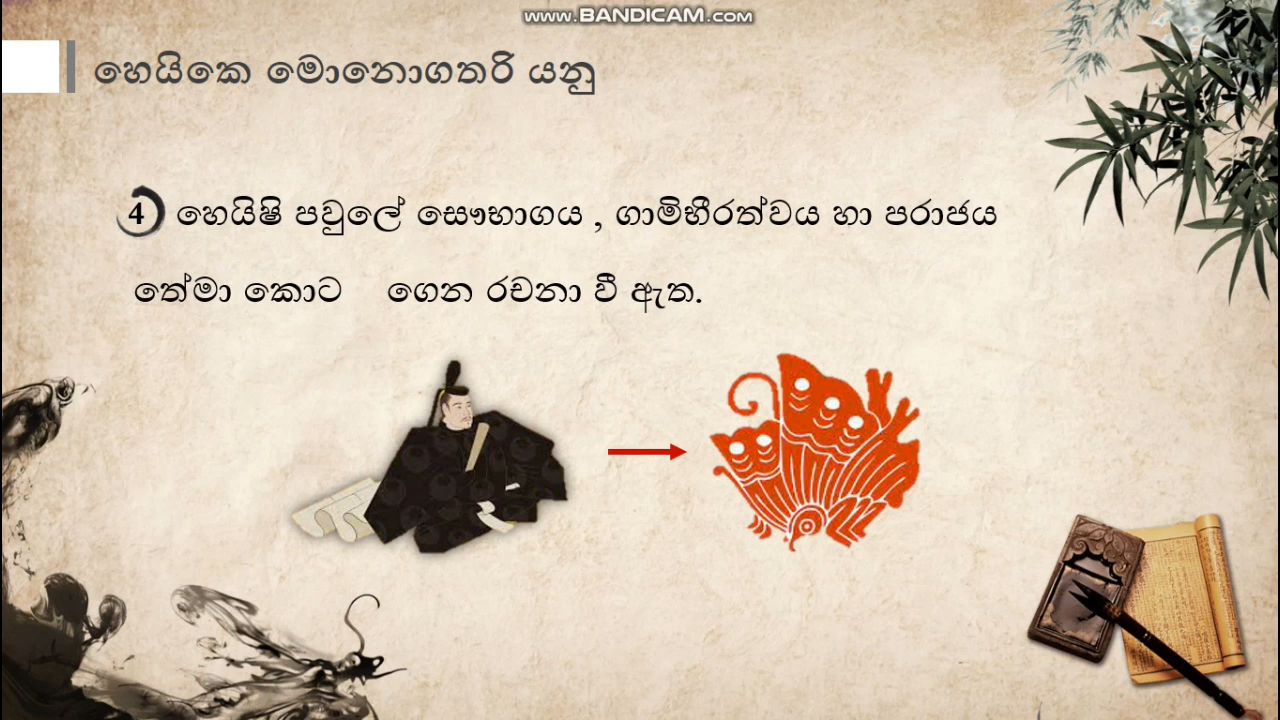 www.BANDICAM.com
හෙයිකෙ මොනොගතරි යනු
4 හෙයිෂි පවුලේ සෞභාගය , ගාම්භීරත්වය හා පරාජය
තේමා කොට ගෙන රචනා වී ඇත.